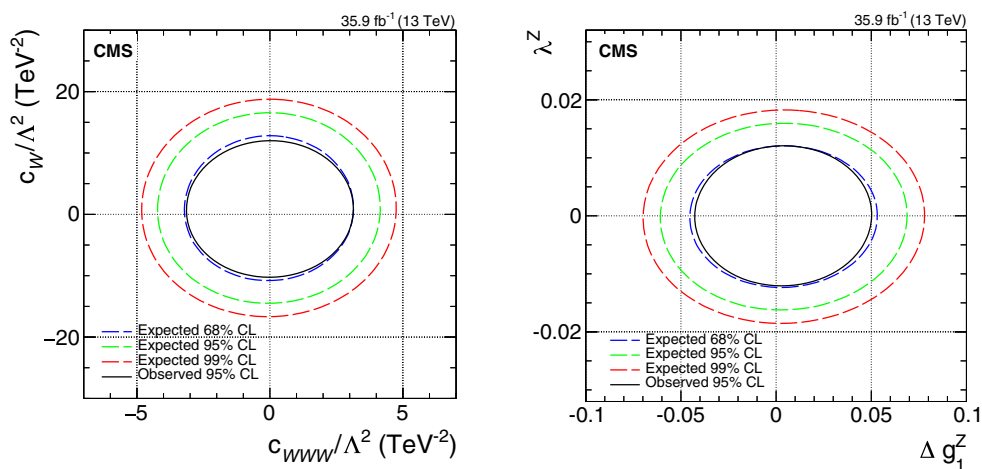 35.9 fb⁻¹ (13 TeV)
CMS
c_W/Λ² (TeV⁻²)
20
0
−20
Expected 68% CL
Expected 95% CL
Expected 99% CL
Observed 95% CL
−5 0 5
c_WWW/Λ² (TeV⁻²)
35.9 fb⁻¹ (13 TeV)
CMS
λ^Z
0.02
0
-0.02
Expected 68% CL
Expected 95% CL
Expected 99% CL
Observed 95% CL
-0.1 -0.05 0 0.05 0.1
Δ g₁^Z